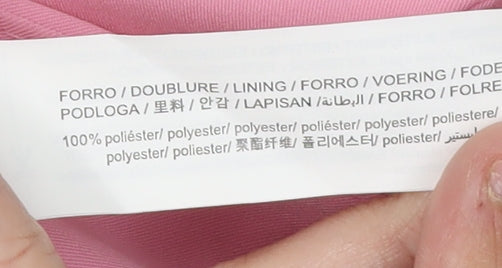 FORRO / DOUBLURE / LINING / FORRO / VOERING / FODE
PODLOGA / 里料 / 안감 / LAPISAN / البطانة / FORRO / FOLRE
100% poliéster/ polyester/ polyester/ poliéster/ polyester/ poliestere/
polyester/ poliester/ 聚酯纤维/ 폴리에스터/ poliester/